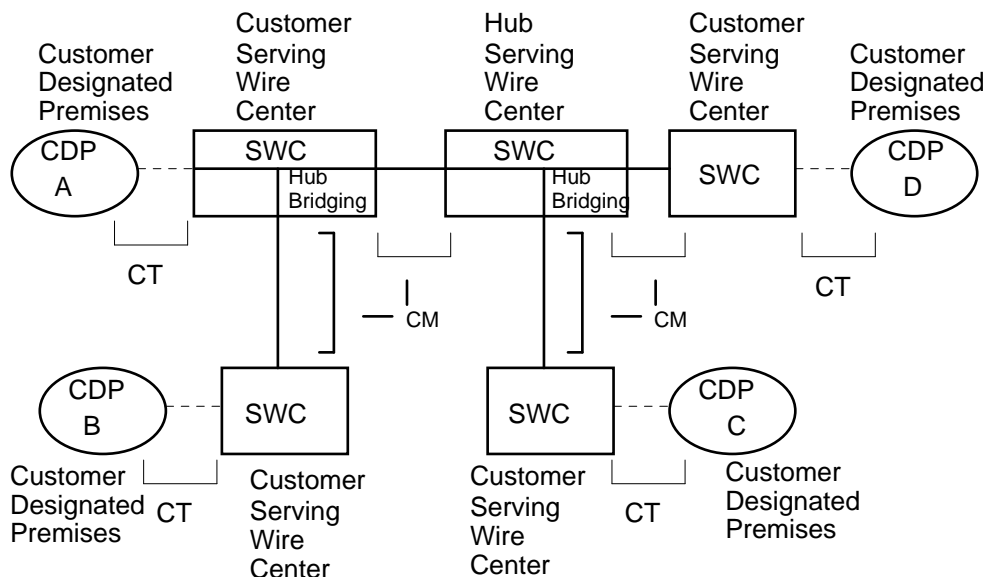 Customer
Designated
Premises
Customer
Serving
Wire
Center
Hub
Serving
Wire
Center
Customer
Serving
Wire
Center
Customer
Designated
Premises
CDP
A
SWC
Hub
Bridging
SWC
Hub
Bridging
SWC
CDP
D
CT
CM
CM
CT
CDP
B
SWC
SWC
CDP
C
Customer
Designated
Premises
CT
Customer
Serving
Wire
Center
Customer
Serving
Wire
Center
CT
Customer
Designated
Premises